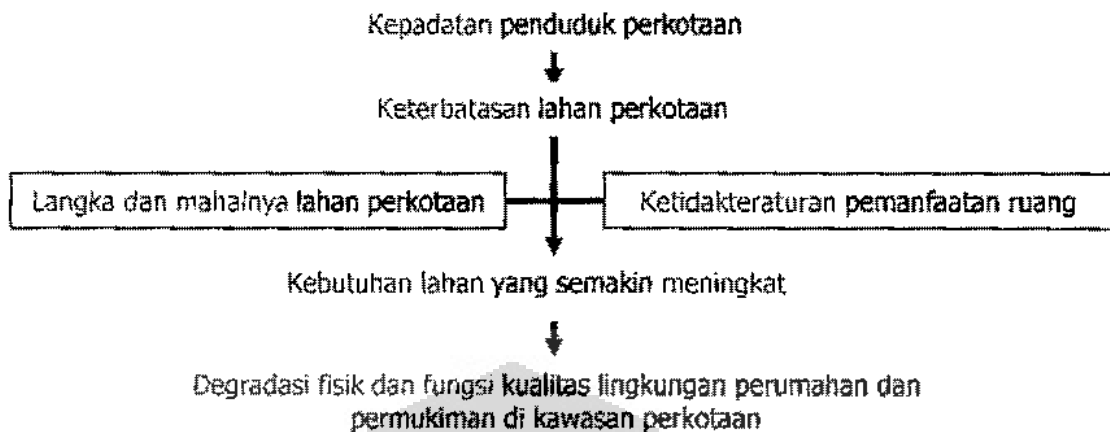 Kepadatan penduduk perkotaan
Keterbatasan lahan perkotaan
Langka dan mahalnya lahan perkotaan
Ketidakteraturan pemanfaatan ruang
Kebutuhan lahan yang semakin meningkat
Degradasi fisik dan fungsi kualitas lingkungan perumahan dan
permukiman di kawasan perkotaan